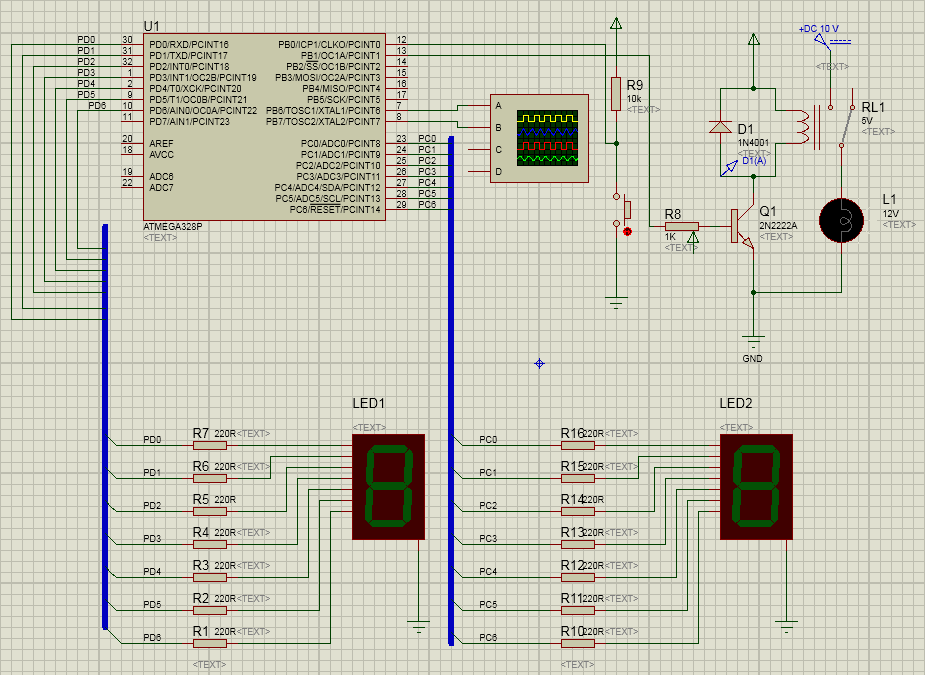 U1
PD0 30 PD0/RXD/PCINT16 PB0/ICP1/CLKO/PCINT0 12
PD1 31 PD1/TXD/PCINT17 PB1/OC1A/PCINT1 13
PD2 32 PD2/INT0/PCINT18 PB2/SS/OC1B/PCINT2 14
PD3 1 PD3/INT1/OC2B/PCINT19 PB3/MOSI/OC2A/PCINT3 15
PD4 2 PD4/T0/XCK/PCINT20 PB4/MISO/PCINT4 16
PD5 9 PD5/T1/OC0B/PCINT21 PB5/SCK/PCINT5 17
PD6 10 PD6/AIN0/OC0A/PCINT22 PB6/TOSC1/XTAL1/PCINT6 7
11 PD7/AIN1/PCINT23 PB7/TOSC2/XTAL2/PCINT7 8
20 AREF PC0/ADC0/PCINT8 23 PC0
18 AVCC PC1/ADC1/PCINT9 24 PC1
PC2/ADC2/PCINT10 25 PC2
19 ADC6 PC3/ADC3/PCINT11 26 PC3
22 ADC7 PC4/ADC4/SDA/PCINT12 27 PC4
PC5/ADC5/SCL/PCINT13 28 PC5
PC6/RESET/PCINT14 29 PC6
ATMEGA328P
<TEXT>
A
B
C
D
R9
10k
<TEXT>
+DC 10 V
<TEXT>
RL1
5V
<TEXT>
D1
1N4001
<TEXT>
D1(A)
L1
12V
<TEXT>
R8
1K
<TEXT>
Q1
2N2222A
<TEXT>
GND
LED1
<TEXT>
LED2
<TEXT>
PD0 R7 220R <TEXT>
PD1 R6 220R <TEXT>
PD2 R5 220R
PD3 R4 220R <TEXT>
PD4 R3 220R <TEXT>
PD5 R2 220R <TEXT>
PD6 R1 220R <TEXT>
<TEXT>
PC0 R16 220R <TEXT>
PC1 R15 220R <TEXT>
PC2 R14 220R
PC3 R13 220R <TEXT>
PC4 R12 220R <TEXT>
PC5 R11 220R <TEXT>
PC6 R10 220R <TEXT>
<TEXT>